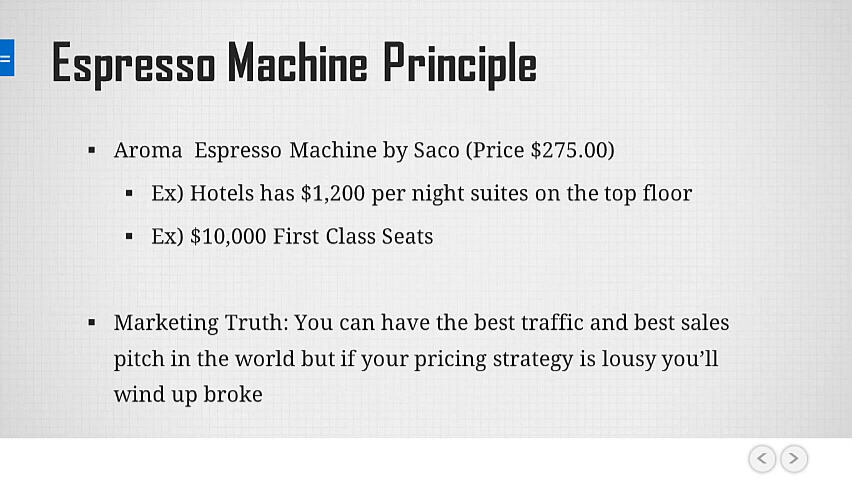 Espresso Machine Principle
Aroma Espresso Machine by Saco (Price $275.00)
Ex) Hotels has $1,200 per night suites on the top floor
Ex) $10,000 First Class Seats
Marketing Truth: You can have the best traffic and best sales
pitch in the world but if your pricing strategy is lousy you’ll
wind up broke